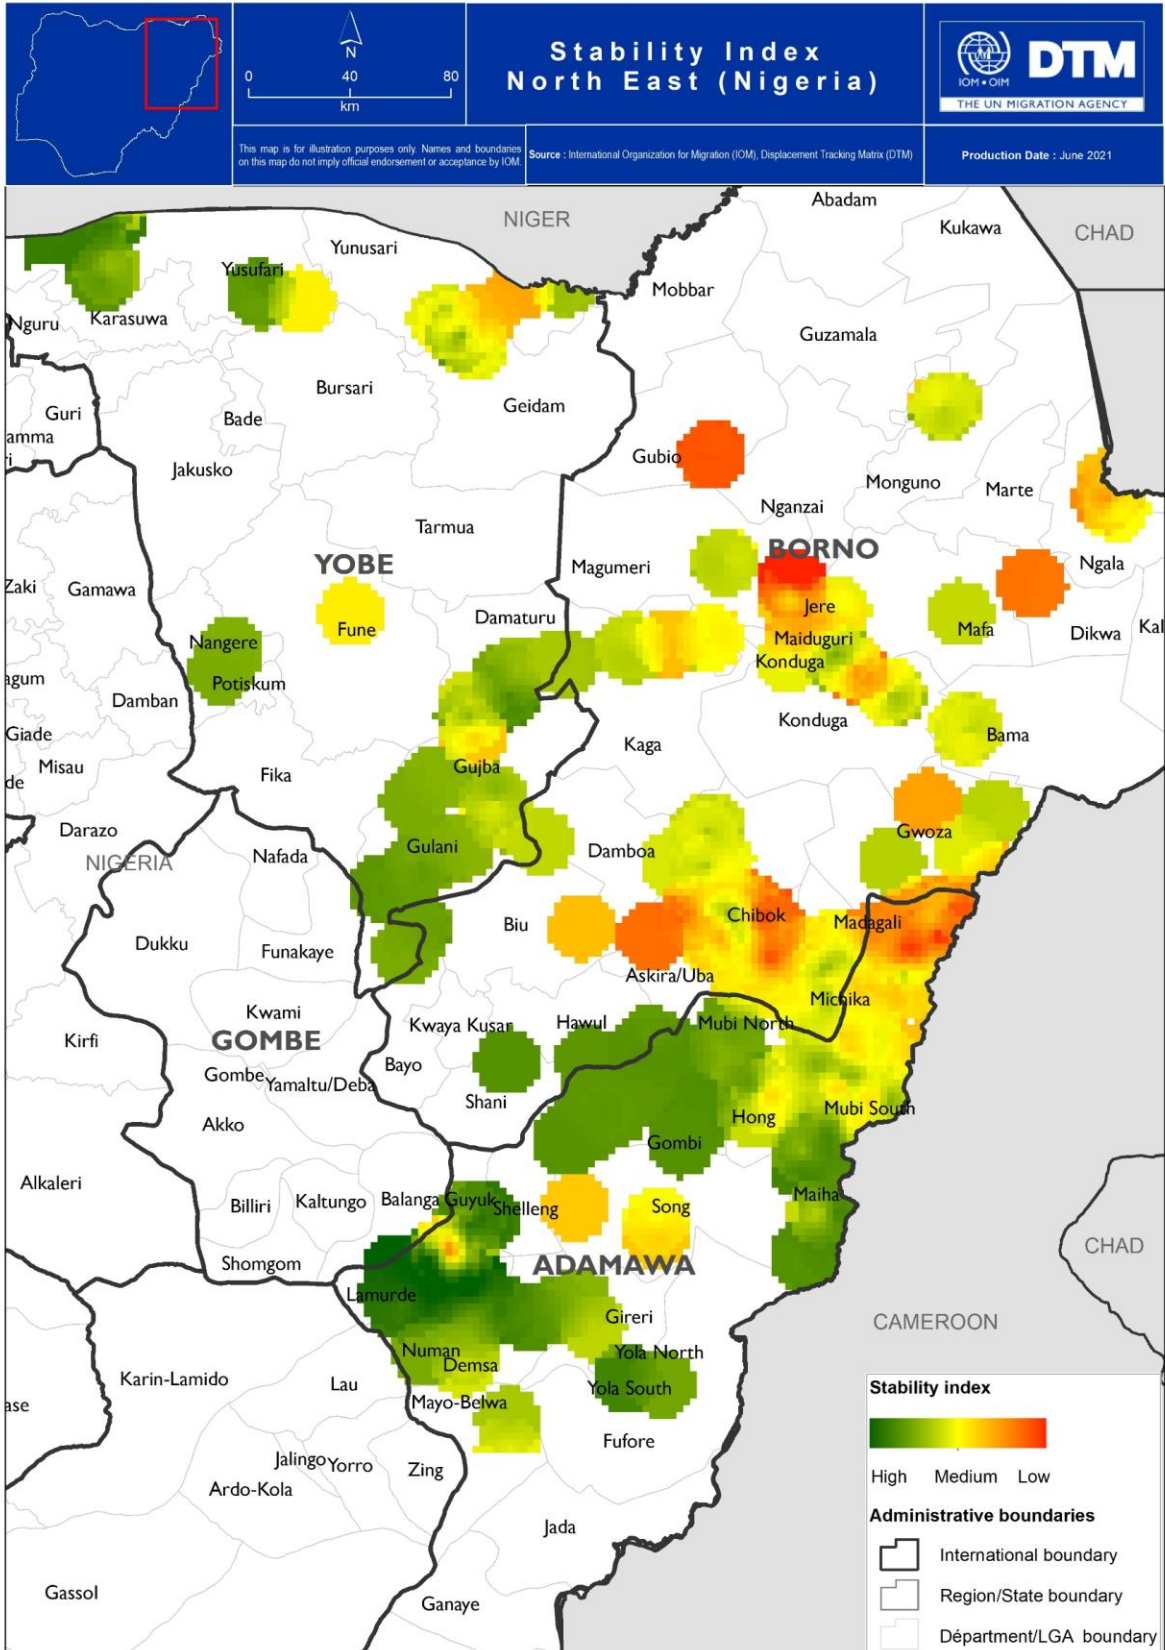 N
0 40 80
km
Stability Index
North East (Nigeria)
IOM • OIM
DTM
THE UN MIGRATION AGENCY
This map is for illustration purposes only. Names and boundaries
on this map do not imply official endorsement or acceptance by IOM.
Source : International Organization for Migration (IOM), Displacement Tracking Matrix (DTM)
Production Date : June 2021
Abadam
NIGER
Kukawa
CHAD
Yunusari
Yusufari
Mobbar
Nguru
Karasuwa
Guzamala
Bursari
Guri
Bade
Geidam
amma
ri
Gubio
Jakusko
Monguno
Marte
Nganzai
Tarmua
BORNO
YOBE
Magumeri
Ngala
Zaki
Gamawa
Jere
Damaturu
Fune
Mafa
Dikwa
Kal
Nangere
Maiduguri
Konduga
agum
Potiskum
Damban
Konduga
Giade
Bama
Kaga
Misau
Fika
Gujba
de
Darazo
Gwoza
Gulani
Damboa
NIGERIA
Nafada
Chibok
Biu
Madagali
Dukku
Funakaye
Askira/Uba
Michika
Kwami
Kwaya Kusar
Hawul
Mubi North
Kirfi
GOMBE
Bayo
Gombe
Yamaltu/Deba
Shani
Mubi South
Akko
Hong
Gombi
Alkaleri
Billiri
Kaltungo
Balanga
Guyuk
Shelleng
Song
Maiha
CHAD
Shomgom
ADAMAWA
Lamurde
Gireri
CAMEROON
Numan
Yola North
Demsa
Karin-Lamido
Lau
Yola South
ase
Mayo-Belwa
Fufore
Jalingo
Yorro
Zing
Ardo-Kola
Jada
Gassol
Ganaye
Stability index
High Medium Low
Administrative boundaries
International boundary
Region/State boundary
Départment/LGA boundary